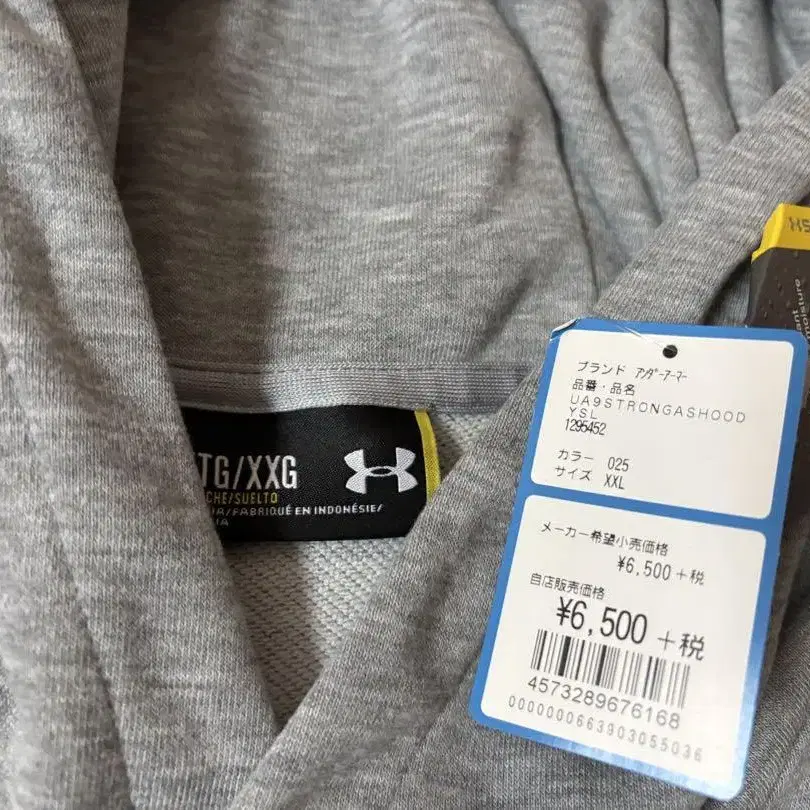 TG/XXG
CHE/SUELTO
/FABRIQUÉ EN INDONÉSIE/
IA
ブランド アンダーアーマー
品番・品名
UA9STRONGASHOOD
YSL
1295452
カラー 025
サイズ XXL
メーカー希望小売価格
¥6,500+税
自店販売価格
¥6,500+税
4573289676168
0000000663903055036